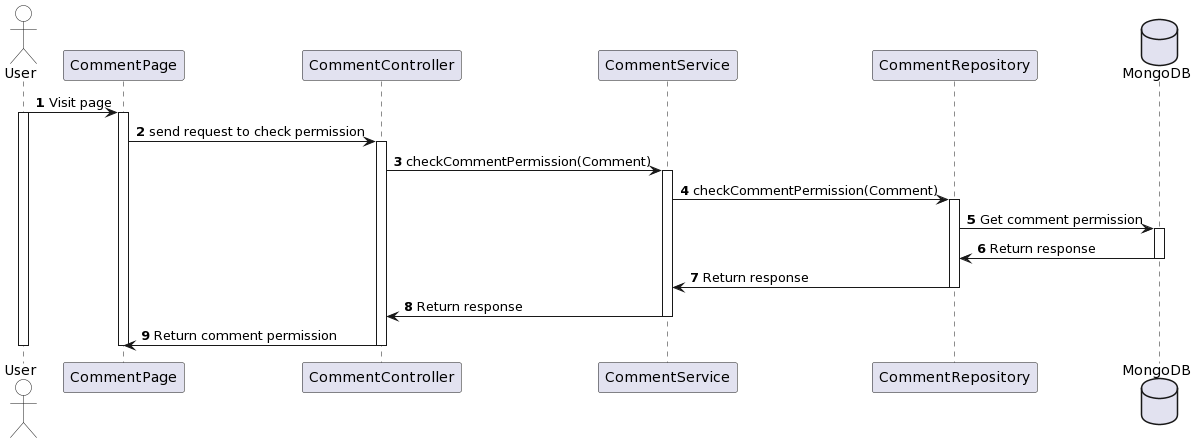 User
CommentPage
CommentController
CommentService
CommentRepository
MongoDB
1 Visit page
2 send request to check permission
3 checkCommentPermission(Comment)
4 checkCommentPermission(Comment)
5 Get comment permission
6 Return response
7 Return response
8 Return response
9 Return comment permission
User
CommentPage
CommentController
CommentService
CommentRepository
MongoDB